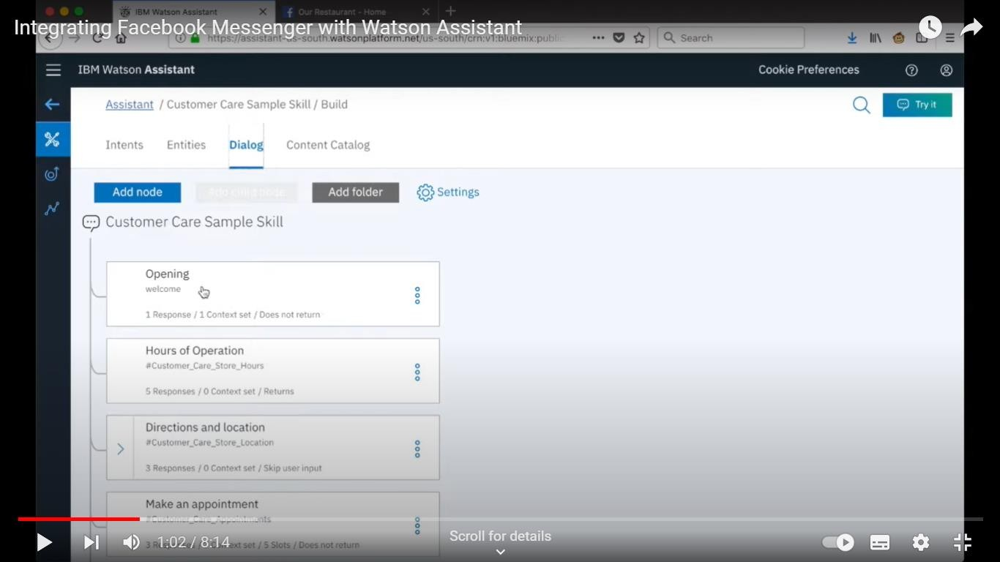 IBM Watson Assistant
Our Restaurant - Home
Integrating Facebook Messenger with Watson Assistant
https://assistant-us-south.watsonplatform.net/us-south/crn:v1:bluemix:public
Search
IBM Watson Assistant
Cookie Preferences
Assistant / Customer Care Sample Skill / Build
Try it
Intents Entities Dialog Content Catalog
Add node Add child node Add folder Settings
Customer Care Sample Skill
Opening
welcome
1 Response / 1 Context set / Does not return
Hours of Operation
#Customer_Care_Store_Hours
5 Responses / 0 Context set / Returns
Directions and location
#Customer_Care_Store_Location
3 Responses / 0 Context set / Skip user input
Make an appointment
#Customer_Care_Appointments
Scroll for details
1:02 / 8:14
context set / 5 Slots / Does not return